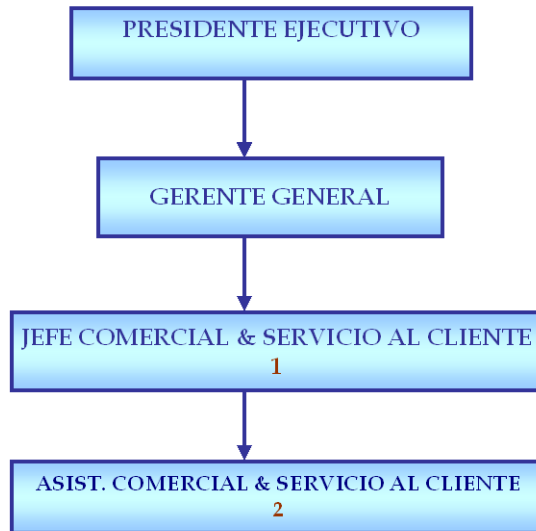 PRESIDENTE EJECUTIVO
GERENTE GENERAL
JEFE COMERCIAL & SERVICIO AL CLIENTE
1
ASIST. COMERCIAL & SERVICIO AL CLIENTE
2